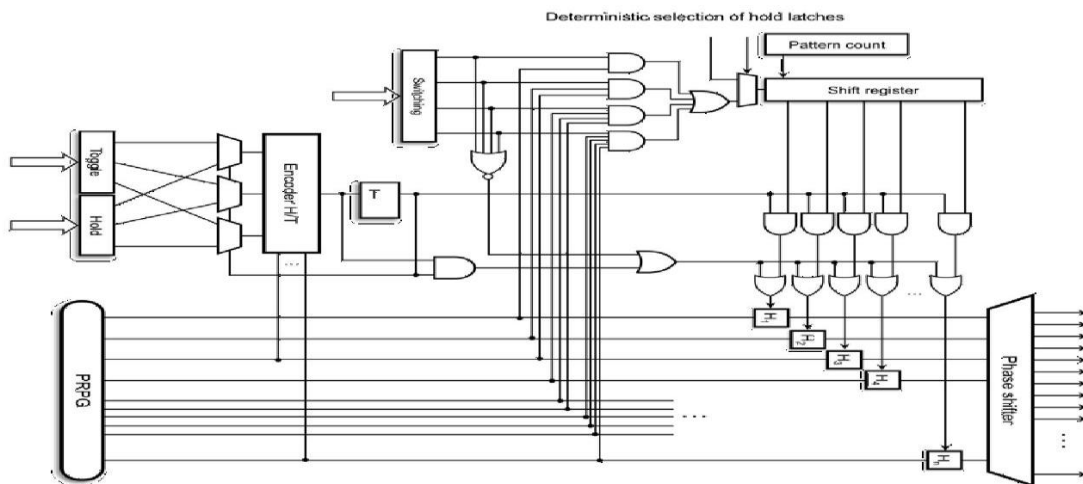 Deterministic selection of hold latches
Pattern count
Shift register
Switching
Toggle
Hold
Encoder H/T
T
...
...
H1
H2
H3
H4
...
Hn
PRPG
Phase shifter
...